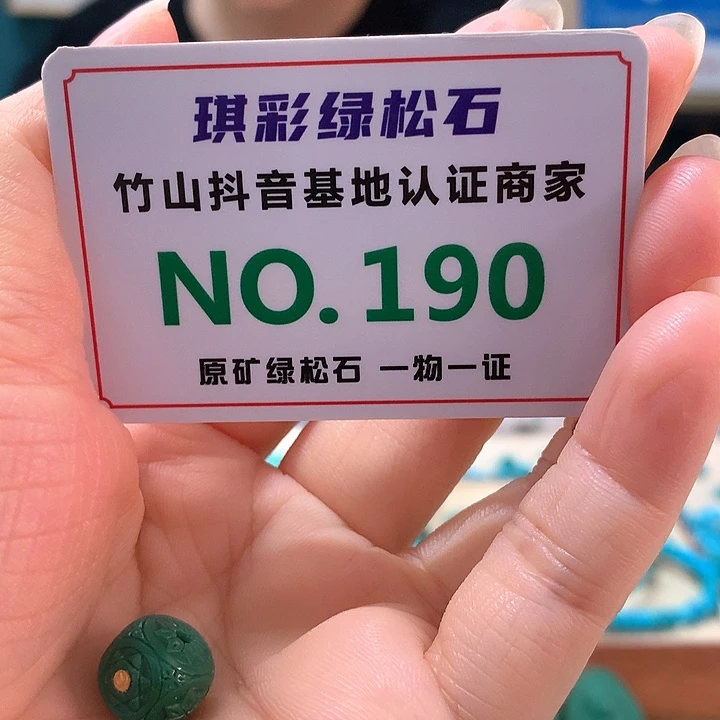 琪彩绿松石
竹山抖音基地认证商家
NO.190
原矿绿松石 一物一证